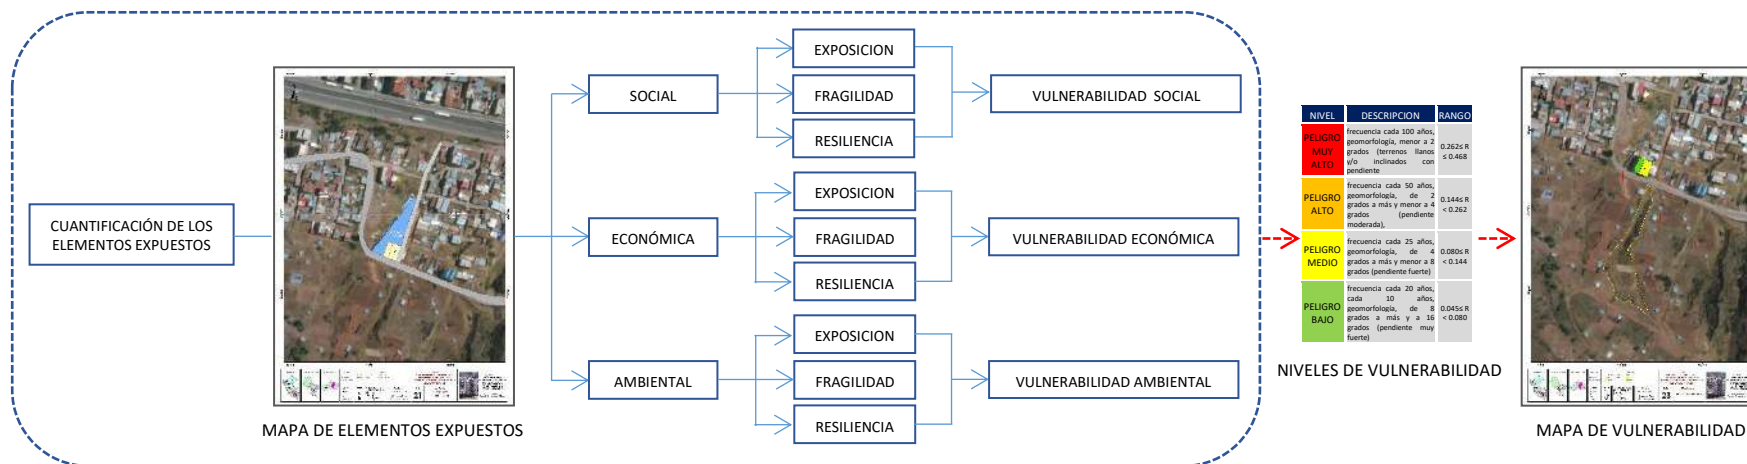 CUANTIFICACIÓN DE LOS
ELEMENTOS EXPUESTOS
MAPA DE ELEMENTOS EXPUESTOS
SOCIAL
EXPOSICION
FRAGILIDAD
RESILIENCIA
VULNERABILIDAD SOCIAL
ECONÓMICA
EXPOSICION
FRAGILIDAD
RESILIENCIA
VULNERABILIDAD ECONÓMICA
AMBIENTAL
EXPOSICION
FRAGILIDAD
RESILIENCIA
VULNERABILIDAD AMBIENTAL
NIVEL DESCRIPCION RANGO
PELIGRO
MUY
ALTO
frecuencia cada 100 años,
geomorfología, menor a 2
grados (terrenos llanos
y/o inclinados con
pendiente
0.262≤ R
≤ 0.468
PELIGRO
ALTO
frecuencia cada 50 años,
geomorfología, de 2
grados a más y menor a 4
grados (pendiente
moderada),
0.144≤ R
< 0.262
PELIGRO
MEDIO
frecuencia cada 25 años,
geomorfología, de 4
grados a más y menor a 8
grados (pendiente fuerte)
0.080≤ R
< 0.144
PELIGRO
BAJO
frecuencia cada 20 años,
cada 10 años,
geomorfología, de 8
grados a más y a 16
grados (pendiente muy
fuerte)
0.045≤ R
< 0.080
NIVELES DE VULNERABILIDAD
23
MAPA DE VULNERABILIDAD